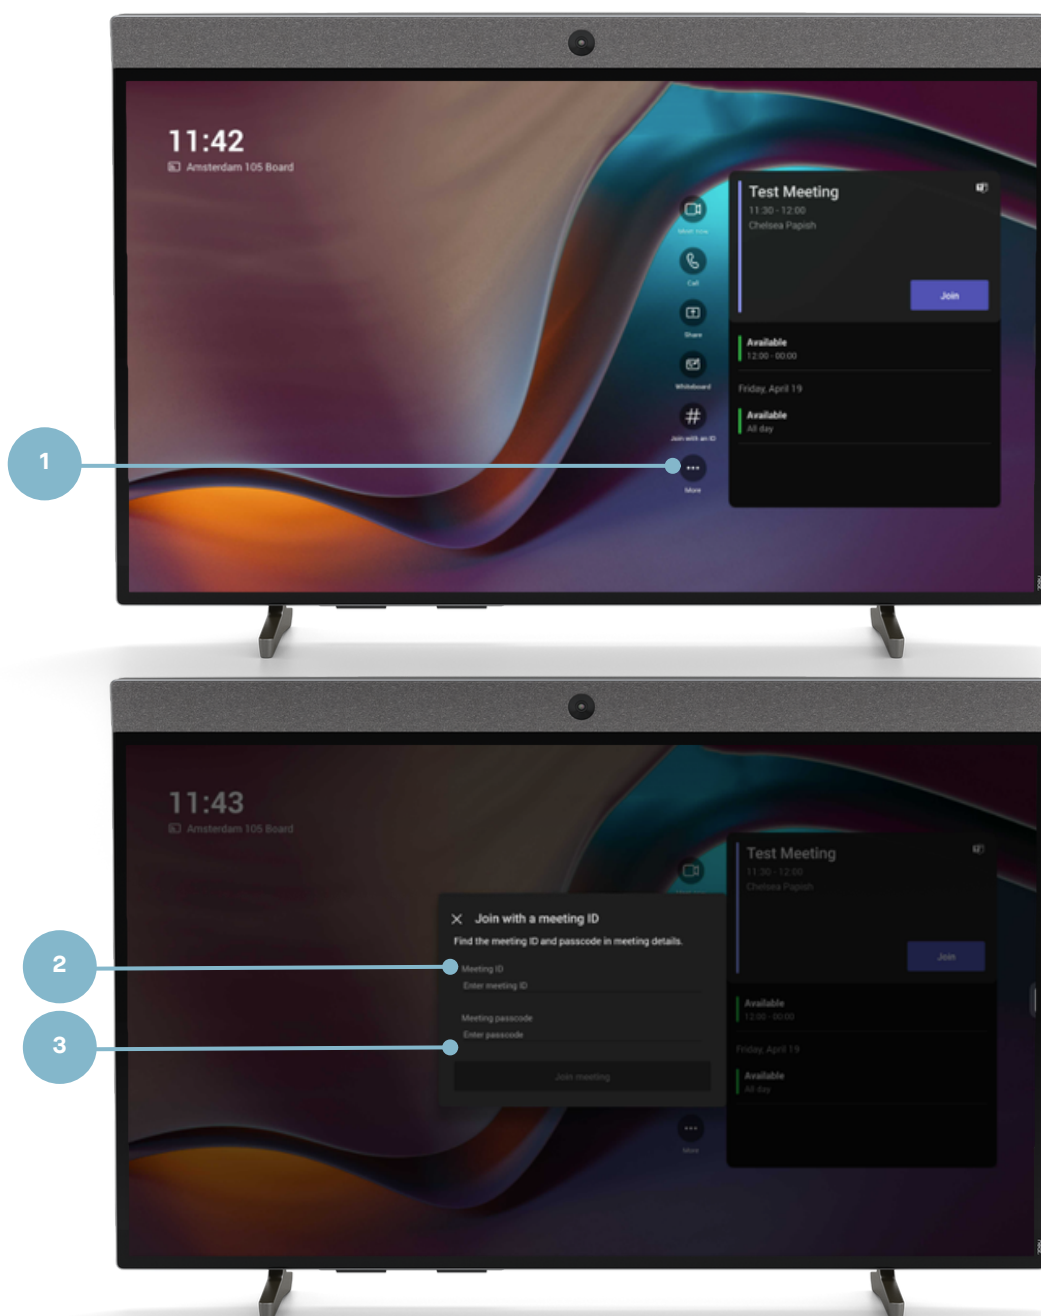 11:42
Amsterdam 105 Board
Test Meeting
11:30 - 12:00
Chelsea Papish
Join
Meet now
Call
Share
Whiteboard
Join with an ID
More
Available
12:00 - 00:00
Friday, April 19
Available
All day
1
11:43
Amsterdam 105 Board
Test Meeting
11:30 - 12:00
Chelsea Papish
Join
Join with a meeting ID
Find the meeting ID and passcode in meeting details.
Meeting ID
Enter meeting ID
Meeting passcode
Enter passcode
Join meeting
Available
12:00 - 00:00
Friday, April 19
Available
All day
More
2
3